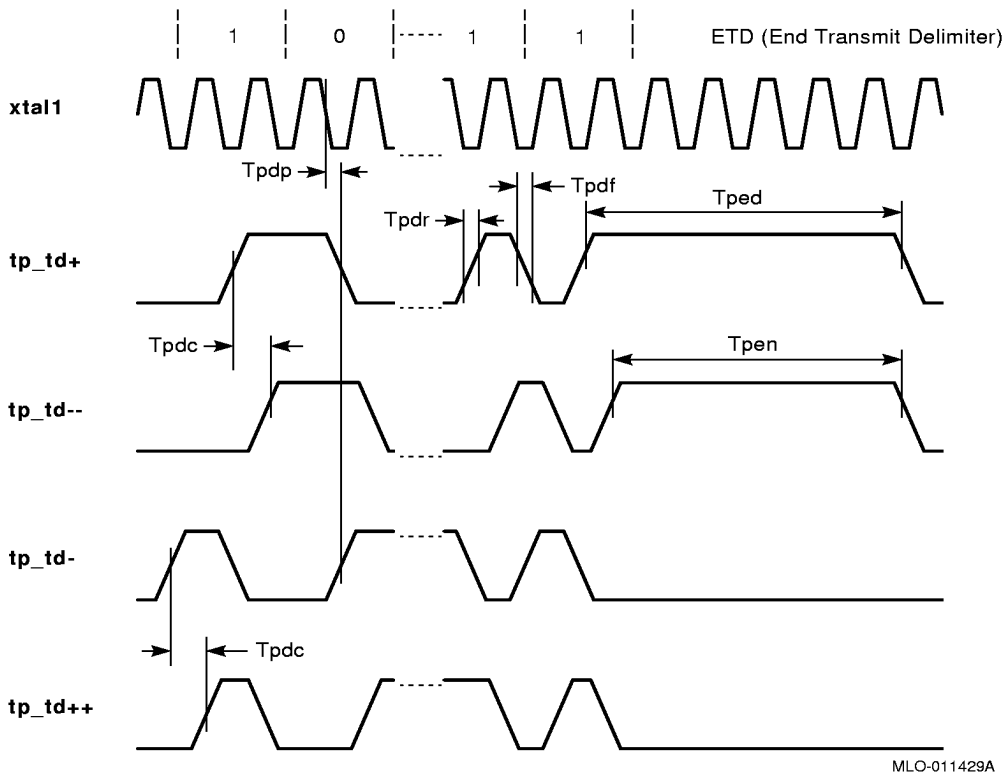 1 0 1 1 ETD (End Transmit Delimiter)
xtal1
Tpdp
Tpdf
Tped
Tpdr
tp_td+
Tpdc
Tpen
tp_td--
tp_td-
Tpdc
tp_td++
MLO-011429A